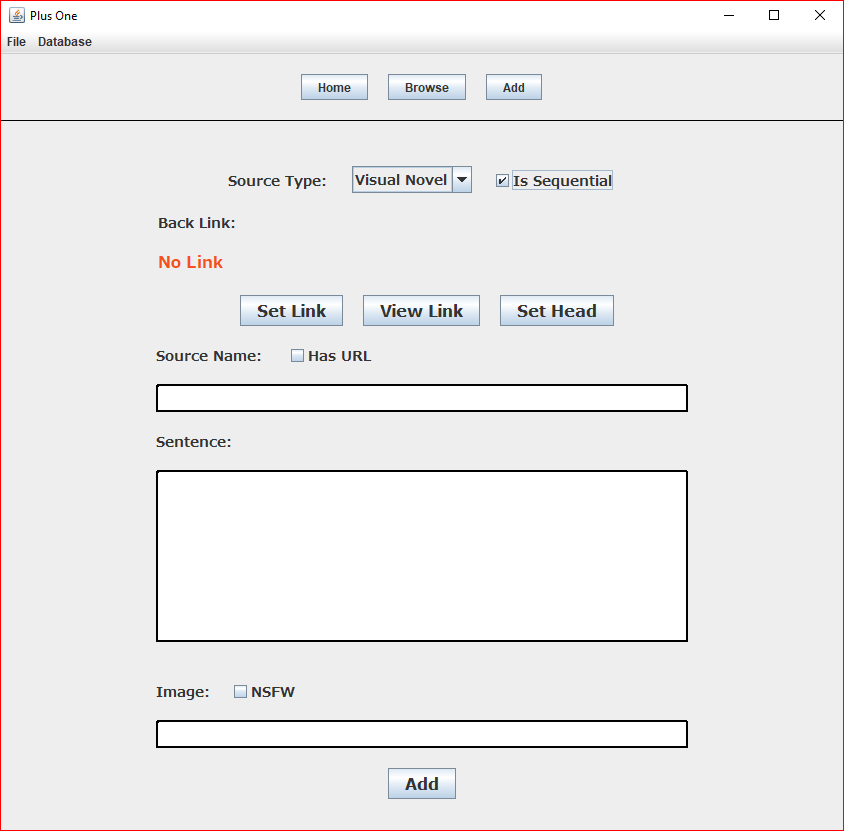 Plus One
File Database
Home Browse Add
Source Type: Visual Novel Is Sequential
Back Link:
No Link
Set Link View Link Set Head
Source Name: Has URL
Sentence:
Image: NSFW
Add